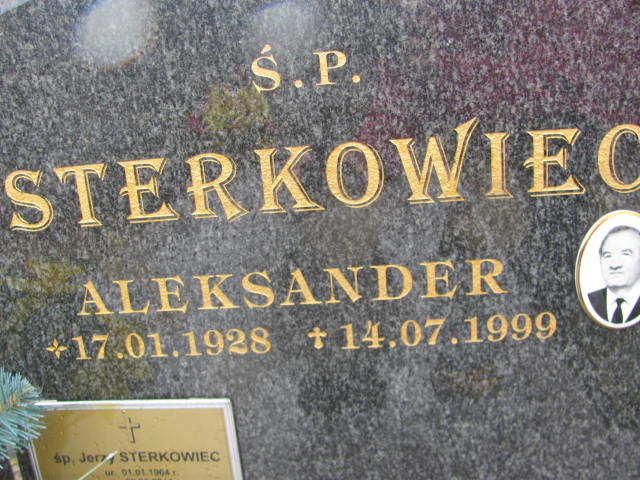 Ś.P.
STERKOWIEC
ALEKSANDER
17.01.1928 14.07.1999
śp. Jerzy STERKOWIEC
ur. 01.01.1964 r.